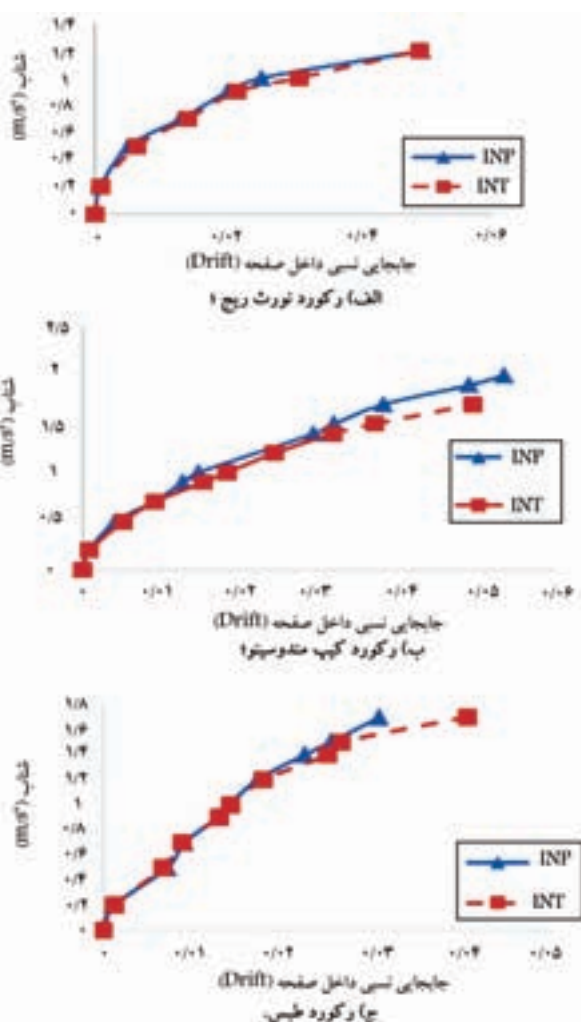 ۱/۴
۱/۲
۱
۰/۸
۰/۶
۰/۴
۰/۲
۰
شتاب (m/s²)
INP
INT
۰ ۰/۰۲ ۰/۰۴ ۰/۰۶
جابجایی نسبی داخل صفحه (Drift)
الف) رکورد نورث ریج ؛
۲/۵
۲
۱/۵
۱
۰/۵
۰
شتاب (m/s²)
INP
INT
۰ ۰/۰۱ ۰/۰۲ ۰/۰۳ ۰/۰۴ ۰/۰۵ ۰/۰۶
جابجایی نسبی داخل صفحه (Drift)
ب) رکورد کیپ مندوسینو؛
۱/۸
۱/۶
۱/۴
۱/۲
۱
۰/۸
۰/۶
۰/۴
۰/۲
۰
شتاب (m/s²)
INP
INT
۰ ۰/۰۱ ۰/۰۲ ۰/۰۳ ۰/۰۴ ۰/۰۵
جابجایی نسبی داخل صفحه (Drift)
ج) رکورد طبس.